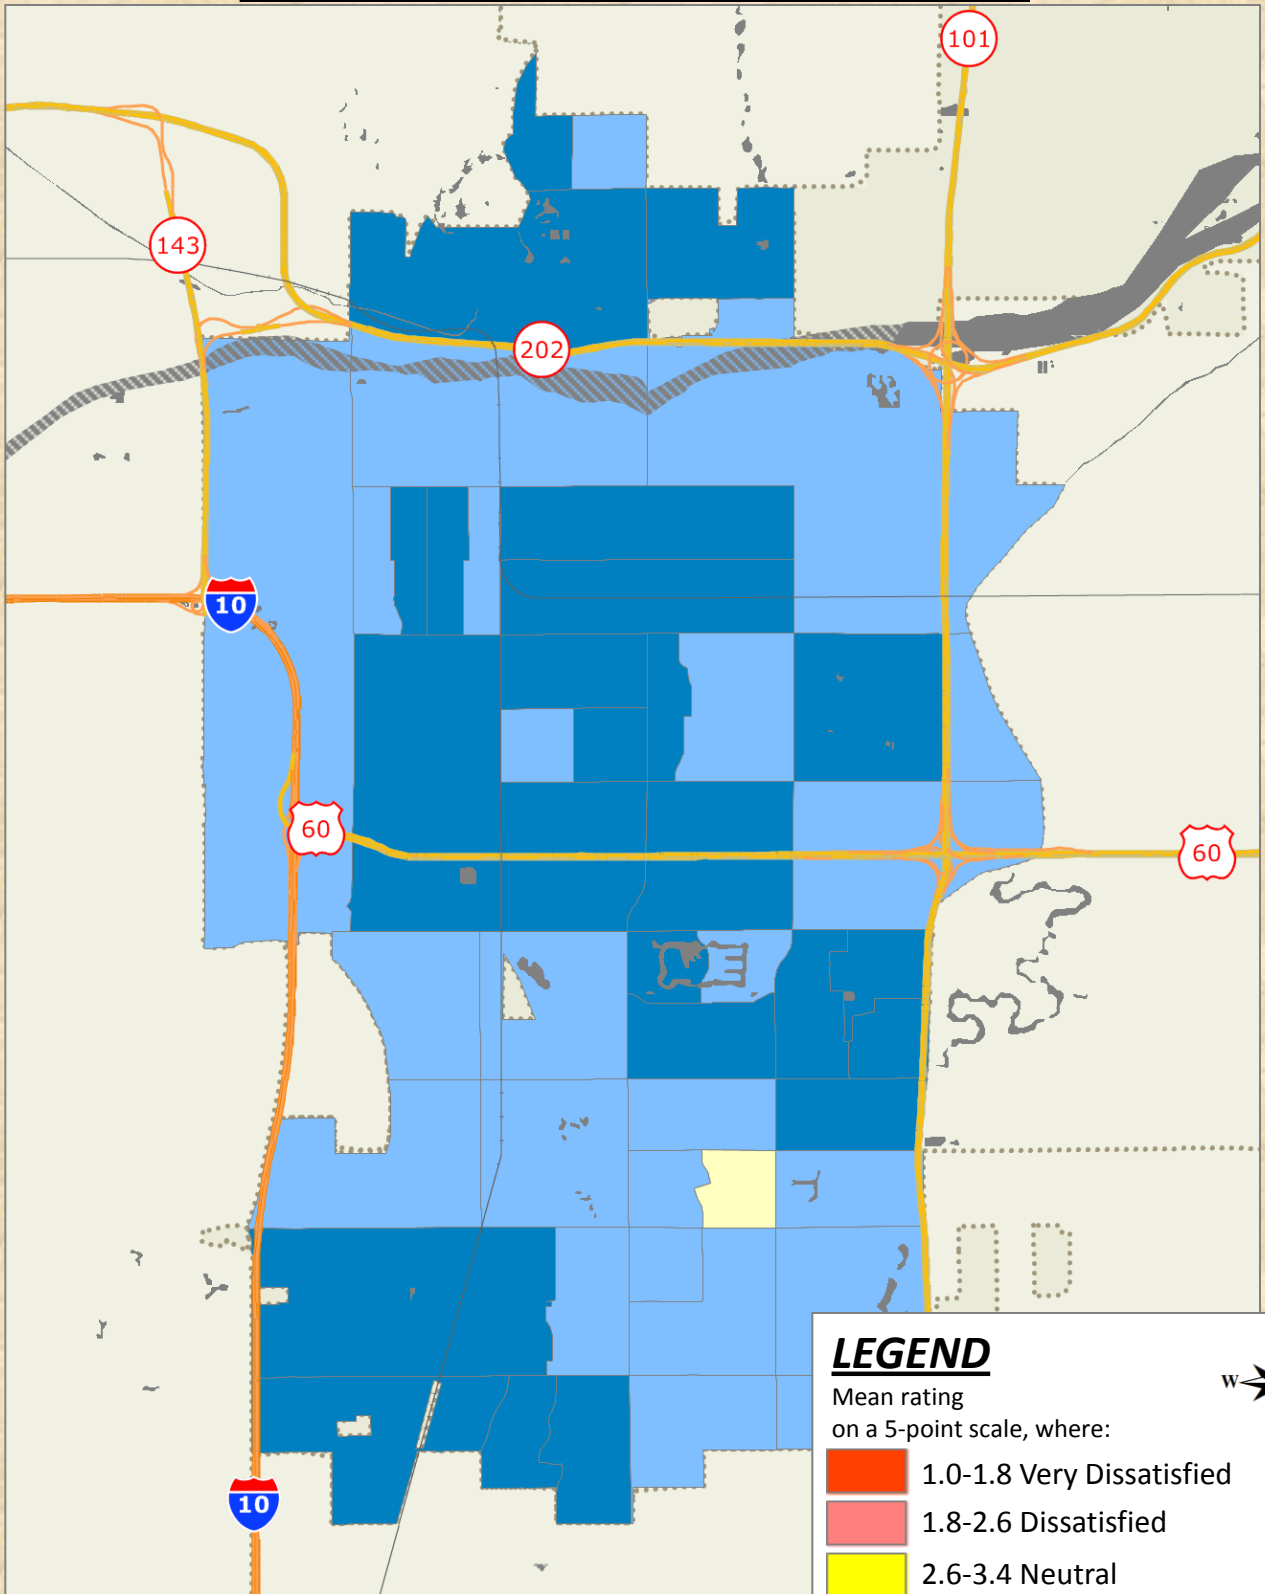 101
143
202
10
60
60
10
LEGEND
Mean rating
on a 5-point scale, where:
W
1.0-1.8 Very Dissatisfied
1.8-2.6 Dissatisfied
2.6-3.4 Neutral